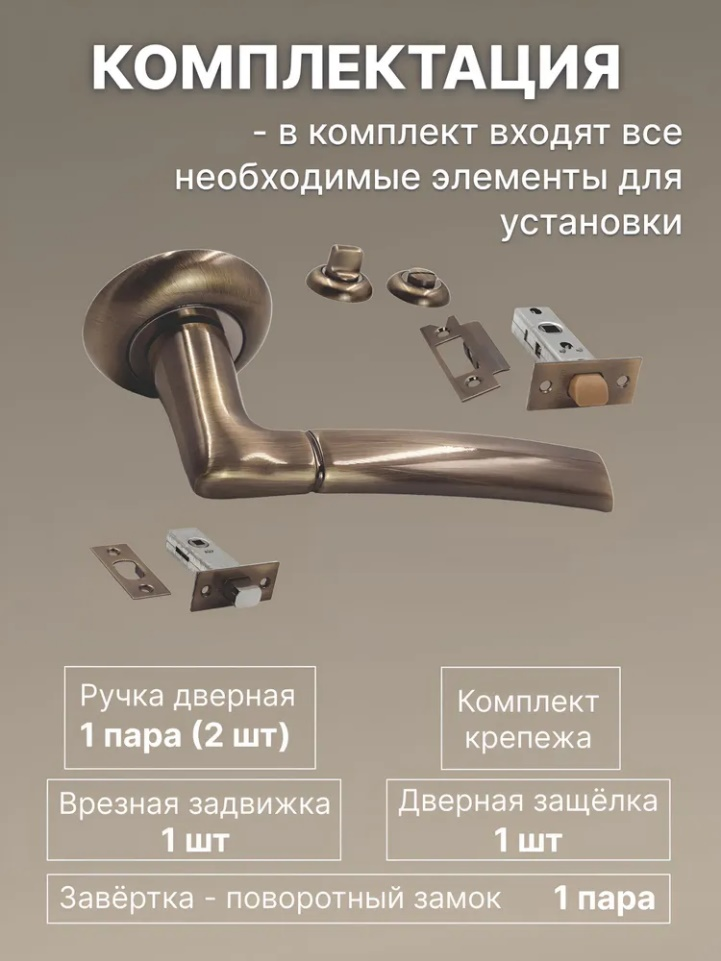 КОМПЛЕКТАЦИЯ
- в комплект входят все
необходимые элементы для
установки
Ручка дверная
1 пара (2 шт)
Комплект
крепежа
Врезная задвижка
1 шт
Дверная защёлка
1 шт
Завёртка - поворотный замок 1 пара